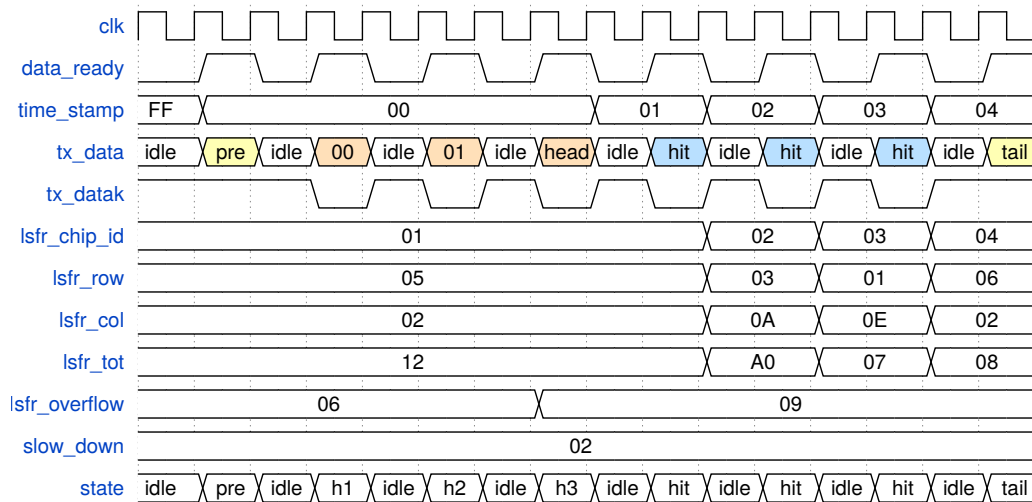 clk
data_ready
time_stamp FF 00 01 02 03 04
tx_data idle pre idle 00 idle 01 idle head idle hit idle hit idle hit idle tail
tx_datak
lsfr_chip_id 01 02 03 04
lsfr_row 05 03 01 06
lsfr_col 02 0A 0E 02
lsfr_tot 12 A0 07 08
lsfr_overflow 06 09
slow_down 02
state idle pre idle h1 idle h2 idle h3 idle hit idle hit idle hit idle tail